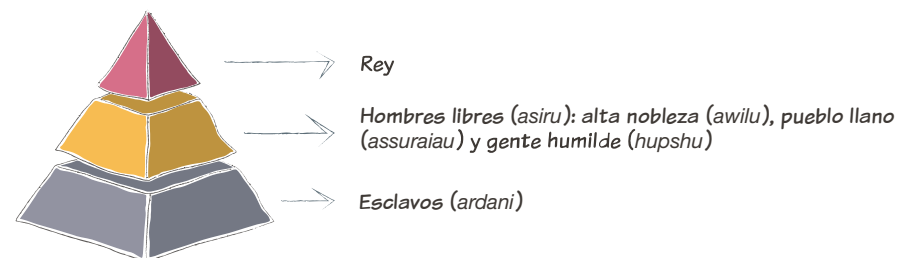 Rey
Hombres libres (asiru): alta nobleza (awilu), pueblo llano
(assuraiau) y gente humilde (hupshu)
Esclavos (ardani)